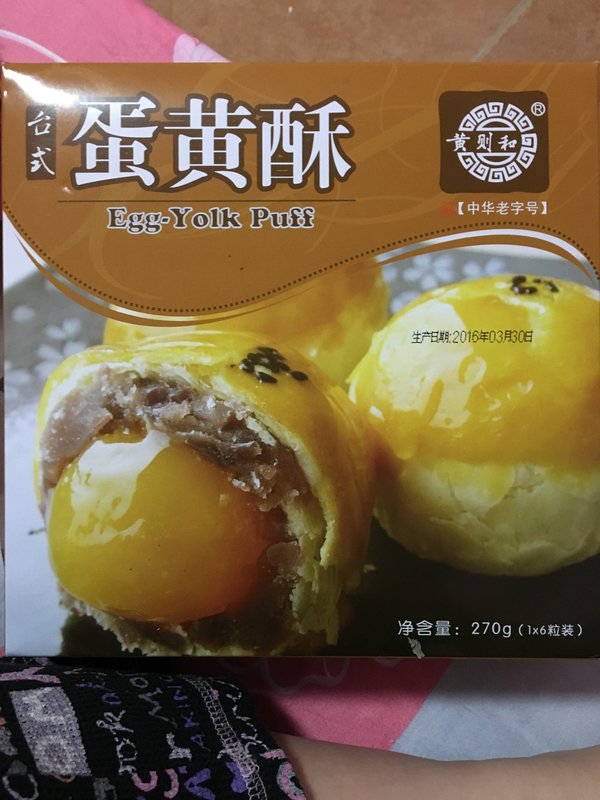 台式
蛋黄酥
Egg-Yolk Puff
黄则和®
【中华老字号】
生产日期:2016年03月30日
净含量：270g（1x6粒装）